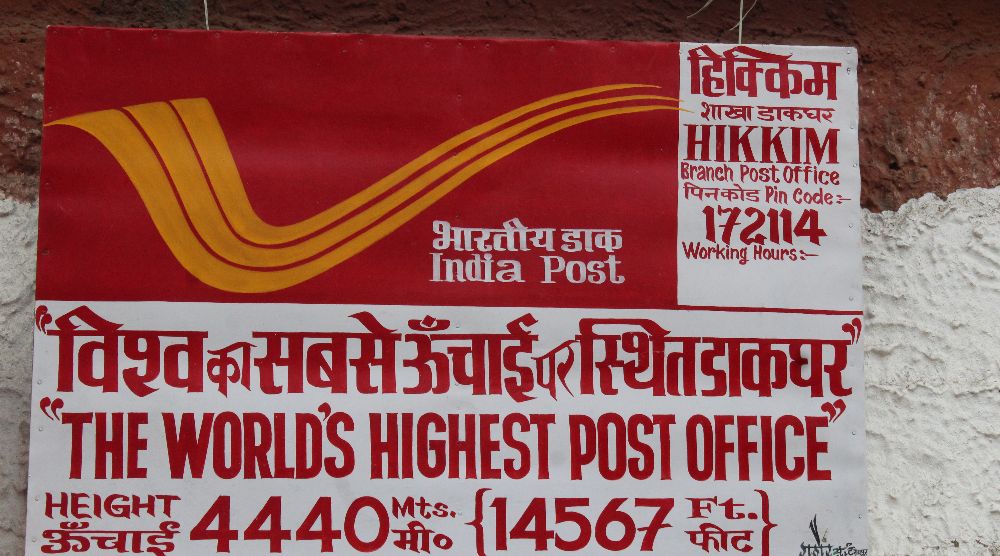 भारतीय डाक
India Post
हिक्किम
शाखा डाकघर
HIKKIM
Branch Post Office
पिनकोड Pin Code:-
172114
Working Hours:-
"विश्व का सबसे ऊँचाई पर स्थित डाकघर"
"THE WORLD'S HIGHEST POST OFFICE"
HEIGHT 4440 Mts. {14567 Ft.}
ऊँचाई मी० फीट